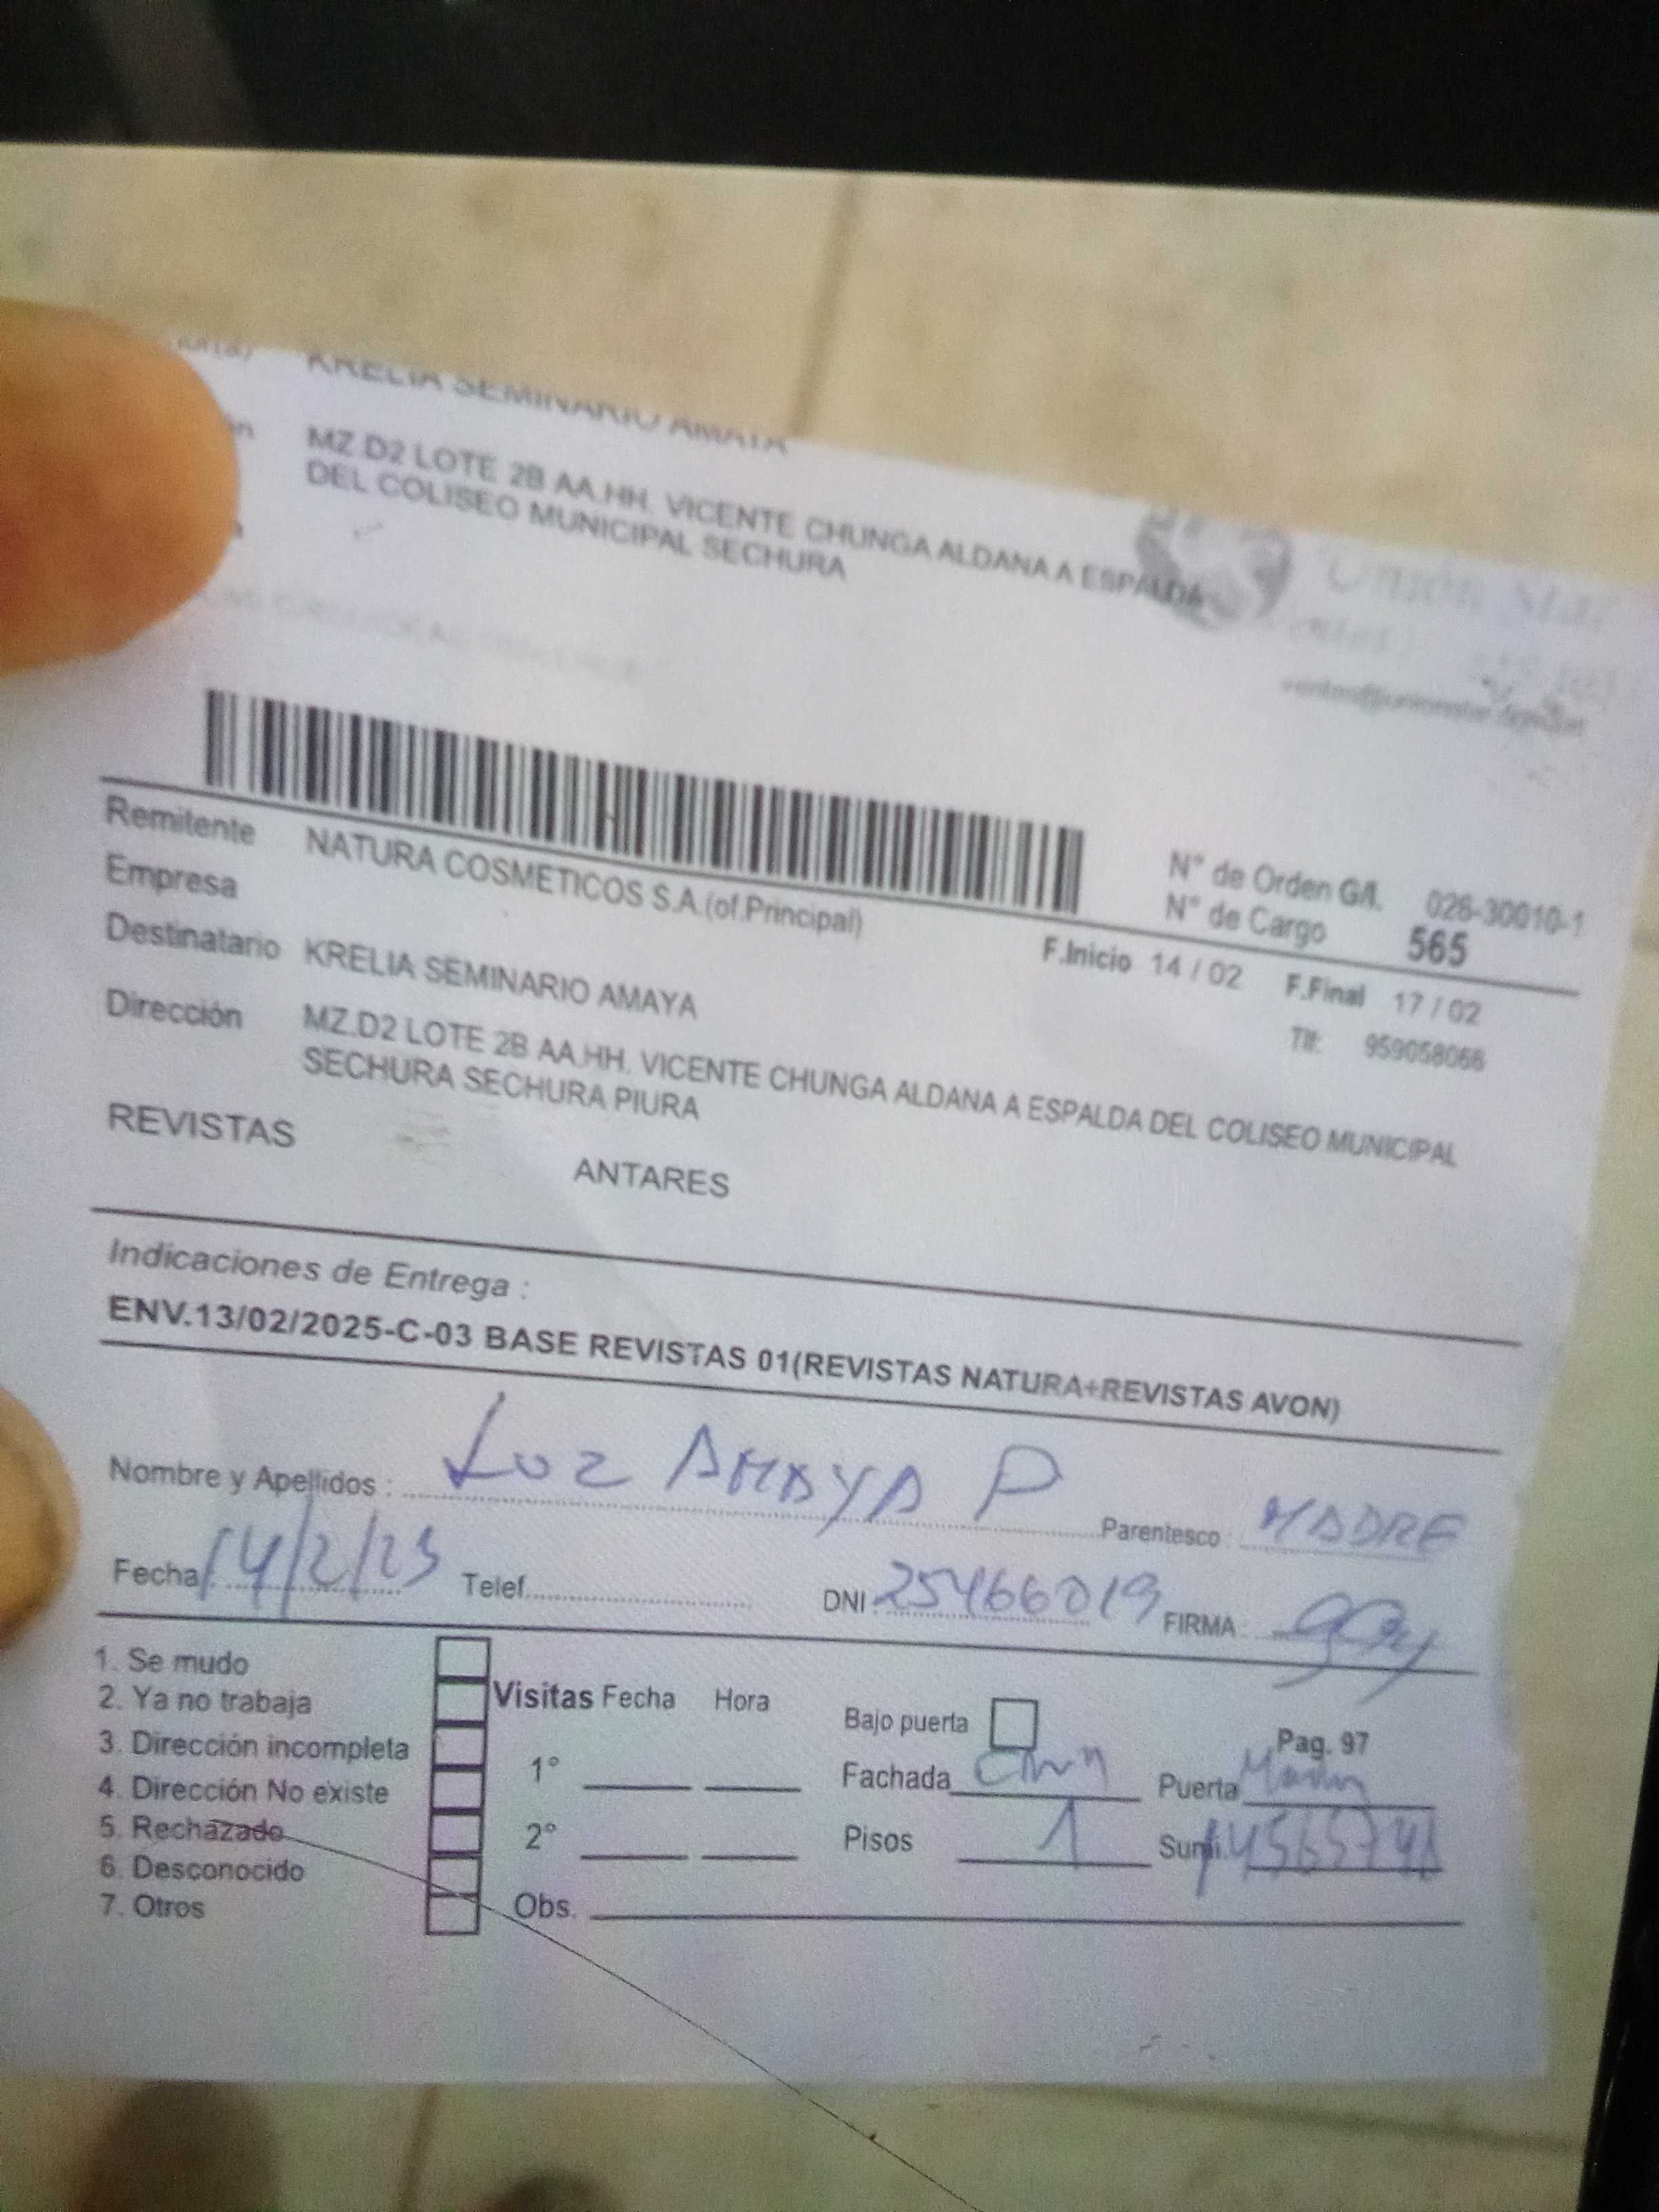 KRELIA SEMINARIO AMAYA
MZ.D2 LOTE 2B AA.HH. VICENTE CHUNGA ALDANA A ESPALDA
DEL COLISEO MUNICIPAL SECHURA
Unión Star
N° de Orden G/I. 026-30010-1
N° de Cargo 565
Remitente NATURA COSMETICOS S.A.(of.Principal)
Empresa
F.Inicio 14 / 02 F.Final 17 / 02
Destinatario KRELIA SEMINARIO AMAYA
Tlf: 959058066
Dirección MZ.D2 LOTE 2B AA.HH. VICENTE CHUNGA ALDANA A ESPALDA DEL COLISEO MUNICIPAL
SECHURA SECHURA PIURA
REVISTAS
ANTARES
Indicaciones de Entrega :
ENV.13/02/2025-C-03 BASE REVISTAS 01(REVISTAS NATURA+REVISTAS AVON)
Nombre y Apellidos : Luz AMAYA P Parentesco : MADRE
Fecha 14/2/25 Telef. DNI : 25466019 FIRMA :
1. Se mudo
2. Ya no trabaja
3. Dirección incompleta
4. Dirección No existe
5. Rechazado
6. Desconocido
7. Otros
Visitas Fecha Hora
1°
2°
Obs.
Bajo puerta
Pag. 97
Fachada Puerta
Pisos 1 Sumi.